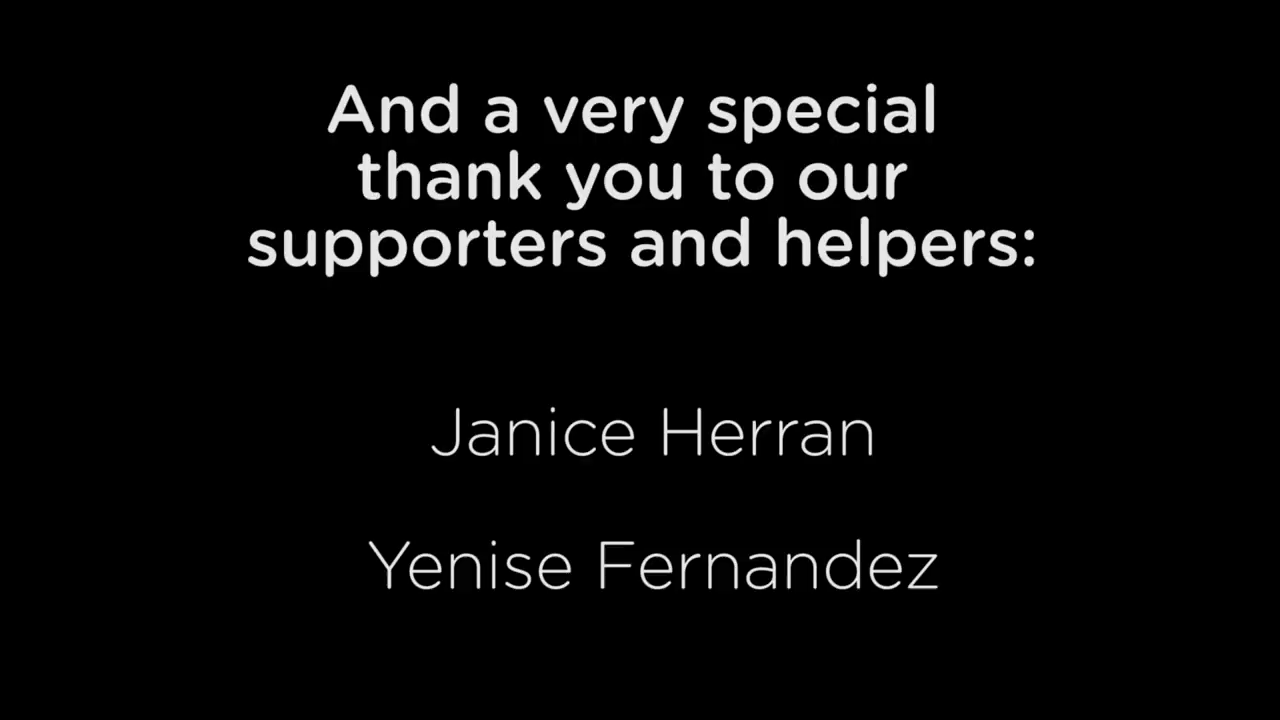 And a very special
thank you to our
supporters and helpers:
Janice Herran
Yenise Fernandez